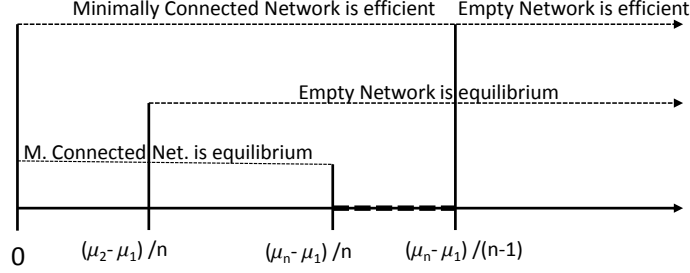 Minimally Connected Network is efficient Empty Network is efficient
Empty Network is equilibrium
M. Connected Net. is equilibrium
0 (μ₂- μ₁) /n (μₙ- μ₁) /n (μₙ- μ₁) /(n-1)